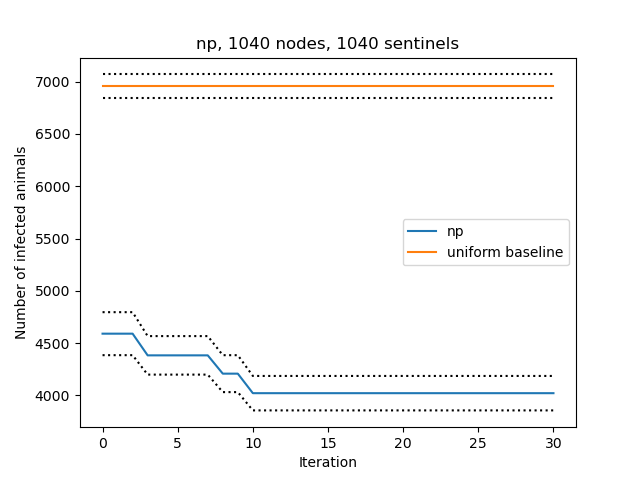 np, 1040 nodes, 1040 sentinels
7000
6500
6000
5500
5000
4500
4000
Number of infected animals
np
uniform baseline
0 5 10 15 20 25 30
Iteration